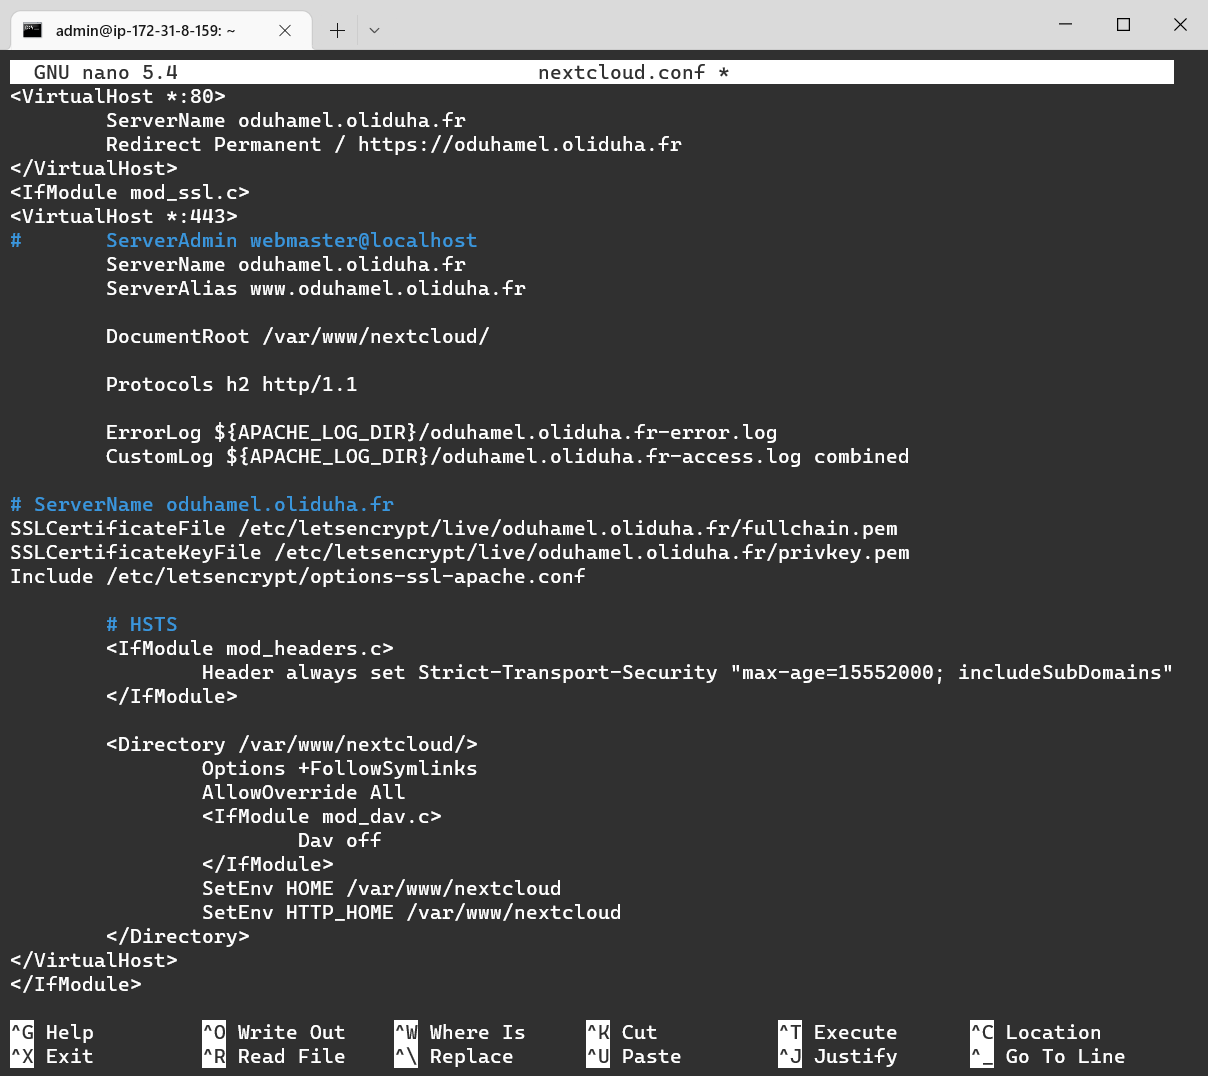 admin@ip-172-31-8-159: ~
GNU nano 5.4 nextcloud.conf *
<VirtualHost *:80>
        ServerName oduhamel.oliduha.fr
        Redirect Permanent / https://oduhamel.oliduha.fr
</VirtualHost>
<IfModule mod_ssl.c>
<VirtualHost *:443>
#       ServerAdmin webmaster@localhost
        ServerName oduhamel.oliduha.fr
        ServerAlias www.oduhamel.oliduha.fr

        DocumentRoot /var/www/nextcloud/

        Protocols h2 http/1.1

        ErrorLog ${APACHE_LOG_DIR}/oduhamel.oliduha.fr-error.log
        CustomLog ${APACHE_LOG_DIR}/oduhamel.oliduha.fr-access.log combined

# ServerName oduhamel.oliduha.fr
SSLCertificateFile /etc/letsencrypt/live/oduhamel.oliduha.fr/fullchain.pem
SSLCertificateKeyFile /etc/letsencrypt/live/oduhamel.oliduha.fr/privkey.pem
Include /etc/letsencrypt/options-ssl-apache.conf

        # HSTS
        <IfModule mod_headers.c>
                Header always set Strict-Transport-Security "max-age=15552000; includeSubDomains"
        </IfModule>

        <Directory /var/www/nextcloud/>
                Options +FollowSymlinks
                AllowOverride All
                <IfModule mod_dav.c>
                        Dav off
                </IfModule>
                SetEnv HOME /var/www/nextcloud
                SetEnv HTTP_HOME /var/www/nextcloud
        </Directory>
</VirtualHost>
</IfModule>

^G Help ^O Write Out ^W Where Is ^K Cut ^T Execute ^C Location
^X Exit ^R Read File ^\ Replace ^U Paste ^J Justify ^_ Go To Line